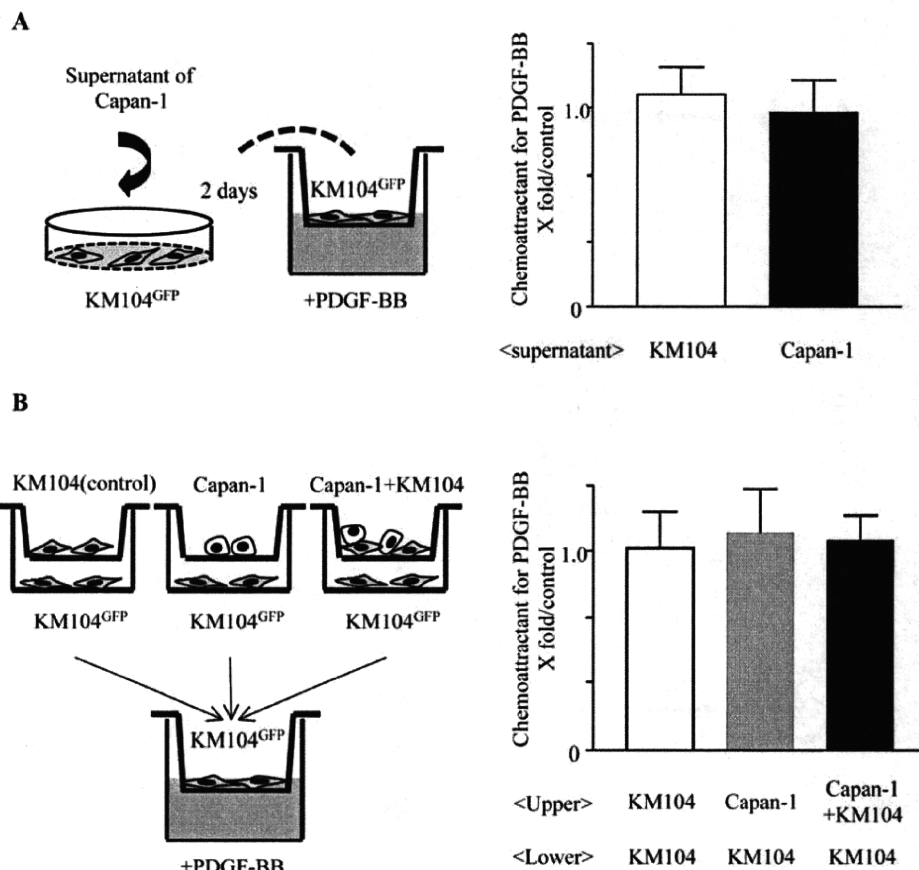 A
Supernatant of
Capan-1
2 days
KM104GFP
KM104GFP
+PDGF-BB
Chemoattractant for PDGF-BB
X fold/control
1.0
0
<supernatant> KM104 Capan-1
B
KM104(control) Capan-1 Capan-1+KM104
KM104GFP KM104GFP KM104GFP
KM104GFP
+PDGF-BB
Chemoattractant for PDGF-BB
X fold/control
1.0
0
<Upper> KM104 Capan-1 Capan-1
+KM104
<Lower> KM104 KM104 KM104